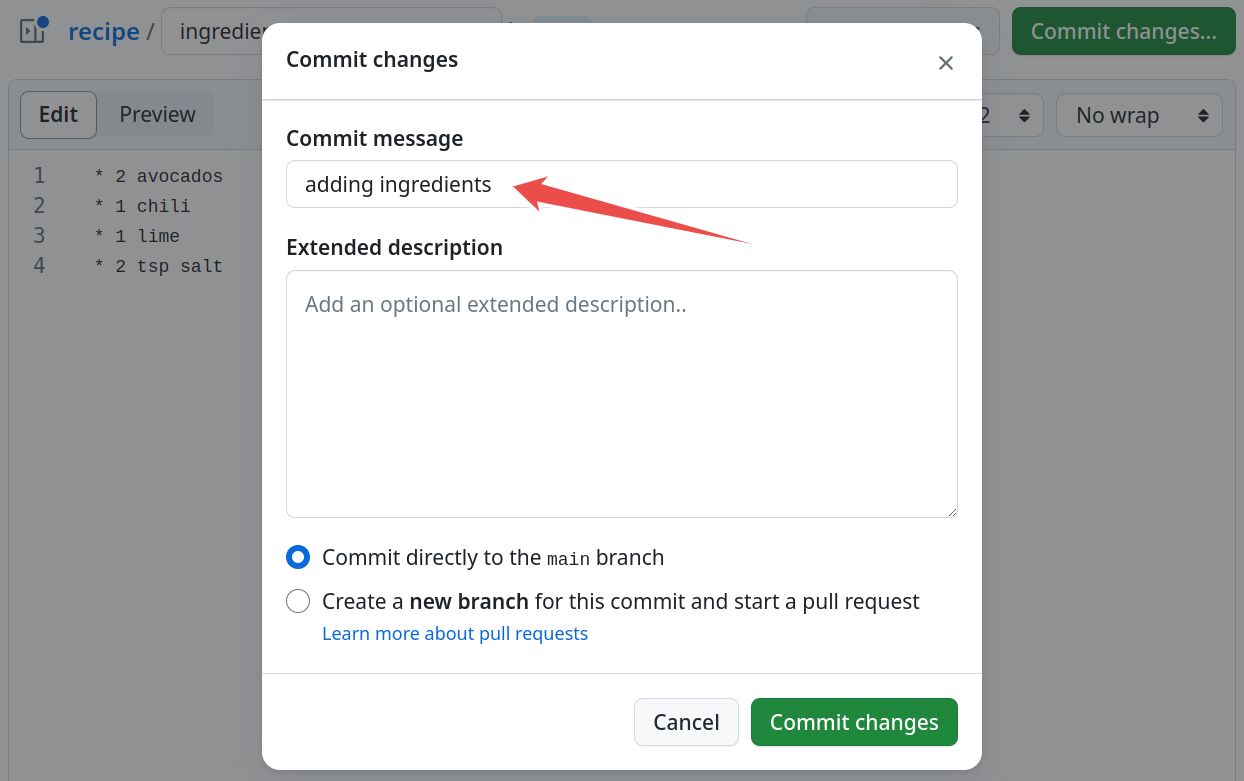 recipe /
Commit changes...
Commit changes
Edit
Preview
2
No wrap
Commit message
adding ingredients
1 * 2 avocados
2 * 1 chili
3 * 1 lime
4 * 2 tsp salt
Extended description
Add an optional extended description..
Commit directly to the main branch
Create a new branch for this commit and start a pull request
Learn more about pull requests
Cancel
Commit changes